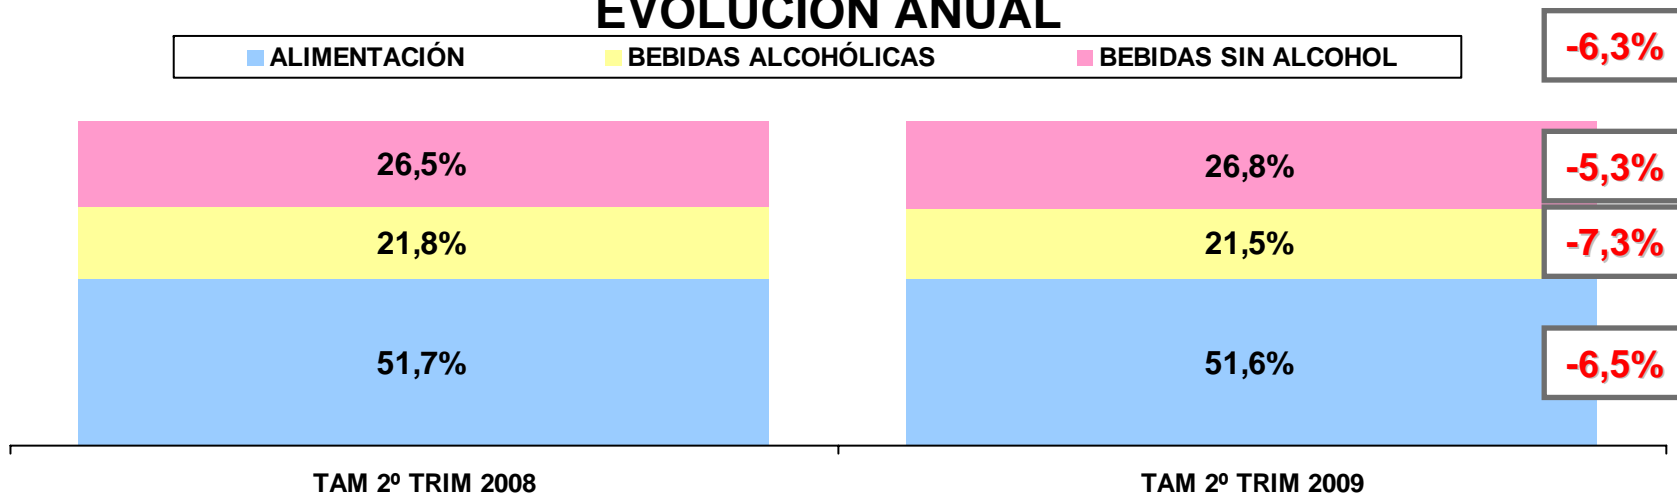 EVOLUCIÓN ANUAL
-6,3%
ALIMENTACIÓN BEBIDAS ALCOHÓLICAS BEBIDAS SIN ALCOHOL
26,5% 26,8% -5,3%
21,8% 21,5% -7,3%
51,7% 51,6% -6,5%
TAM 2º TRIM 2008 TAM 2º TRIM 2009